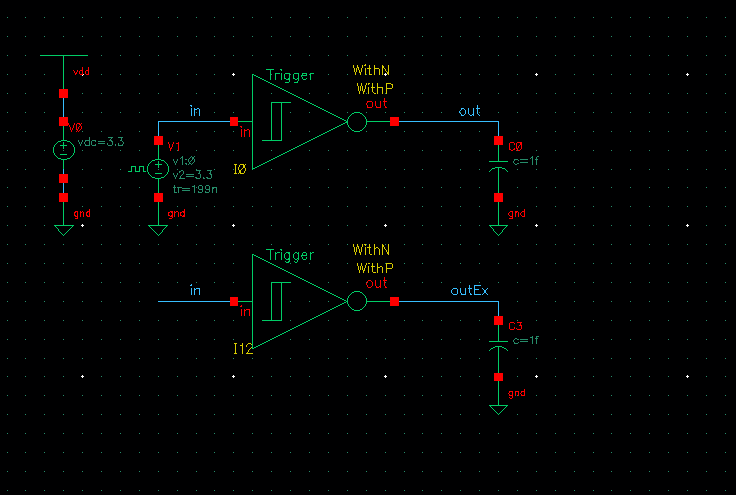 vdd
V0
vdc=3.3
in
V1
v1:0
v2=3.3
tr=199n
gnd
gnd
Trigger
WithN
WithP
out
in
I0
out
C0
c=1f
gnd
in
Trigger
WithN
WithP
out
in
I12
outEx
C3
c=1f
gnd